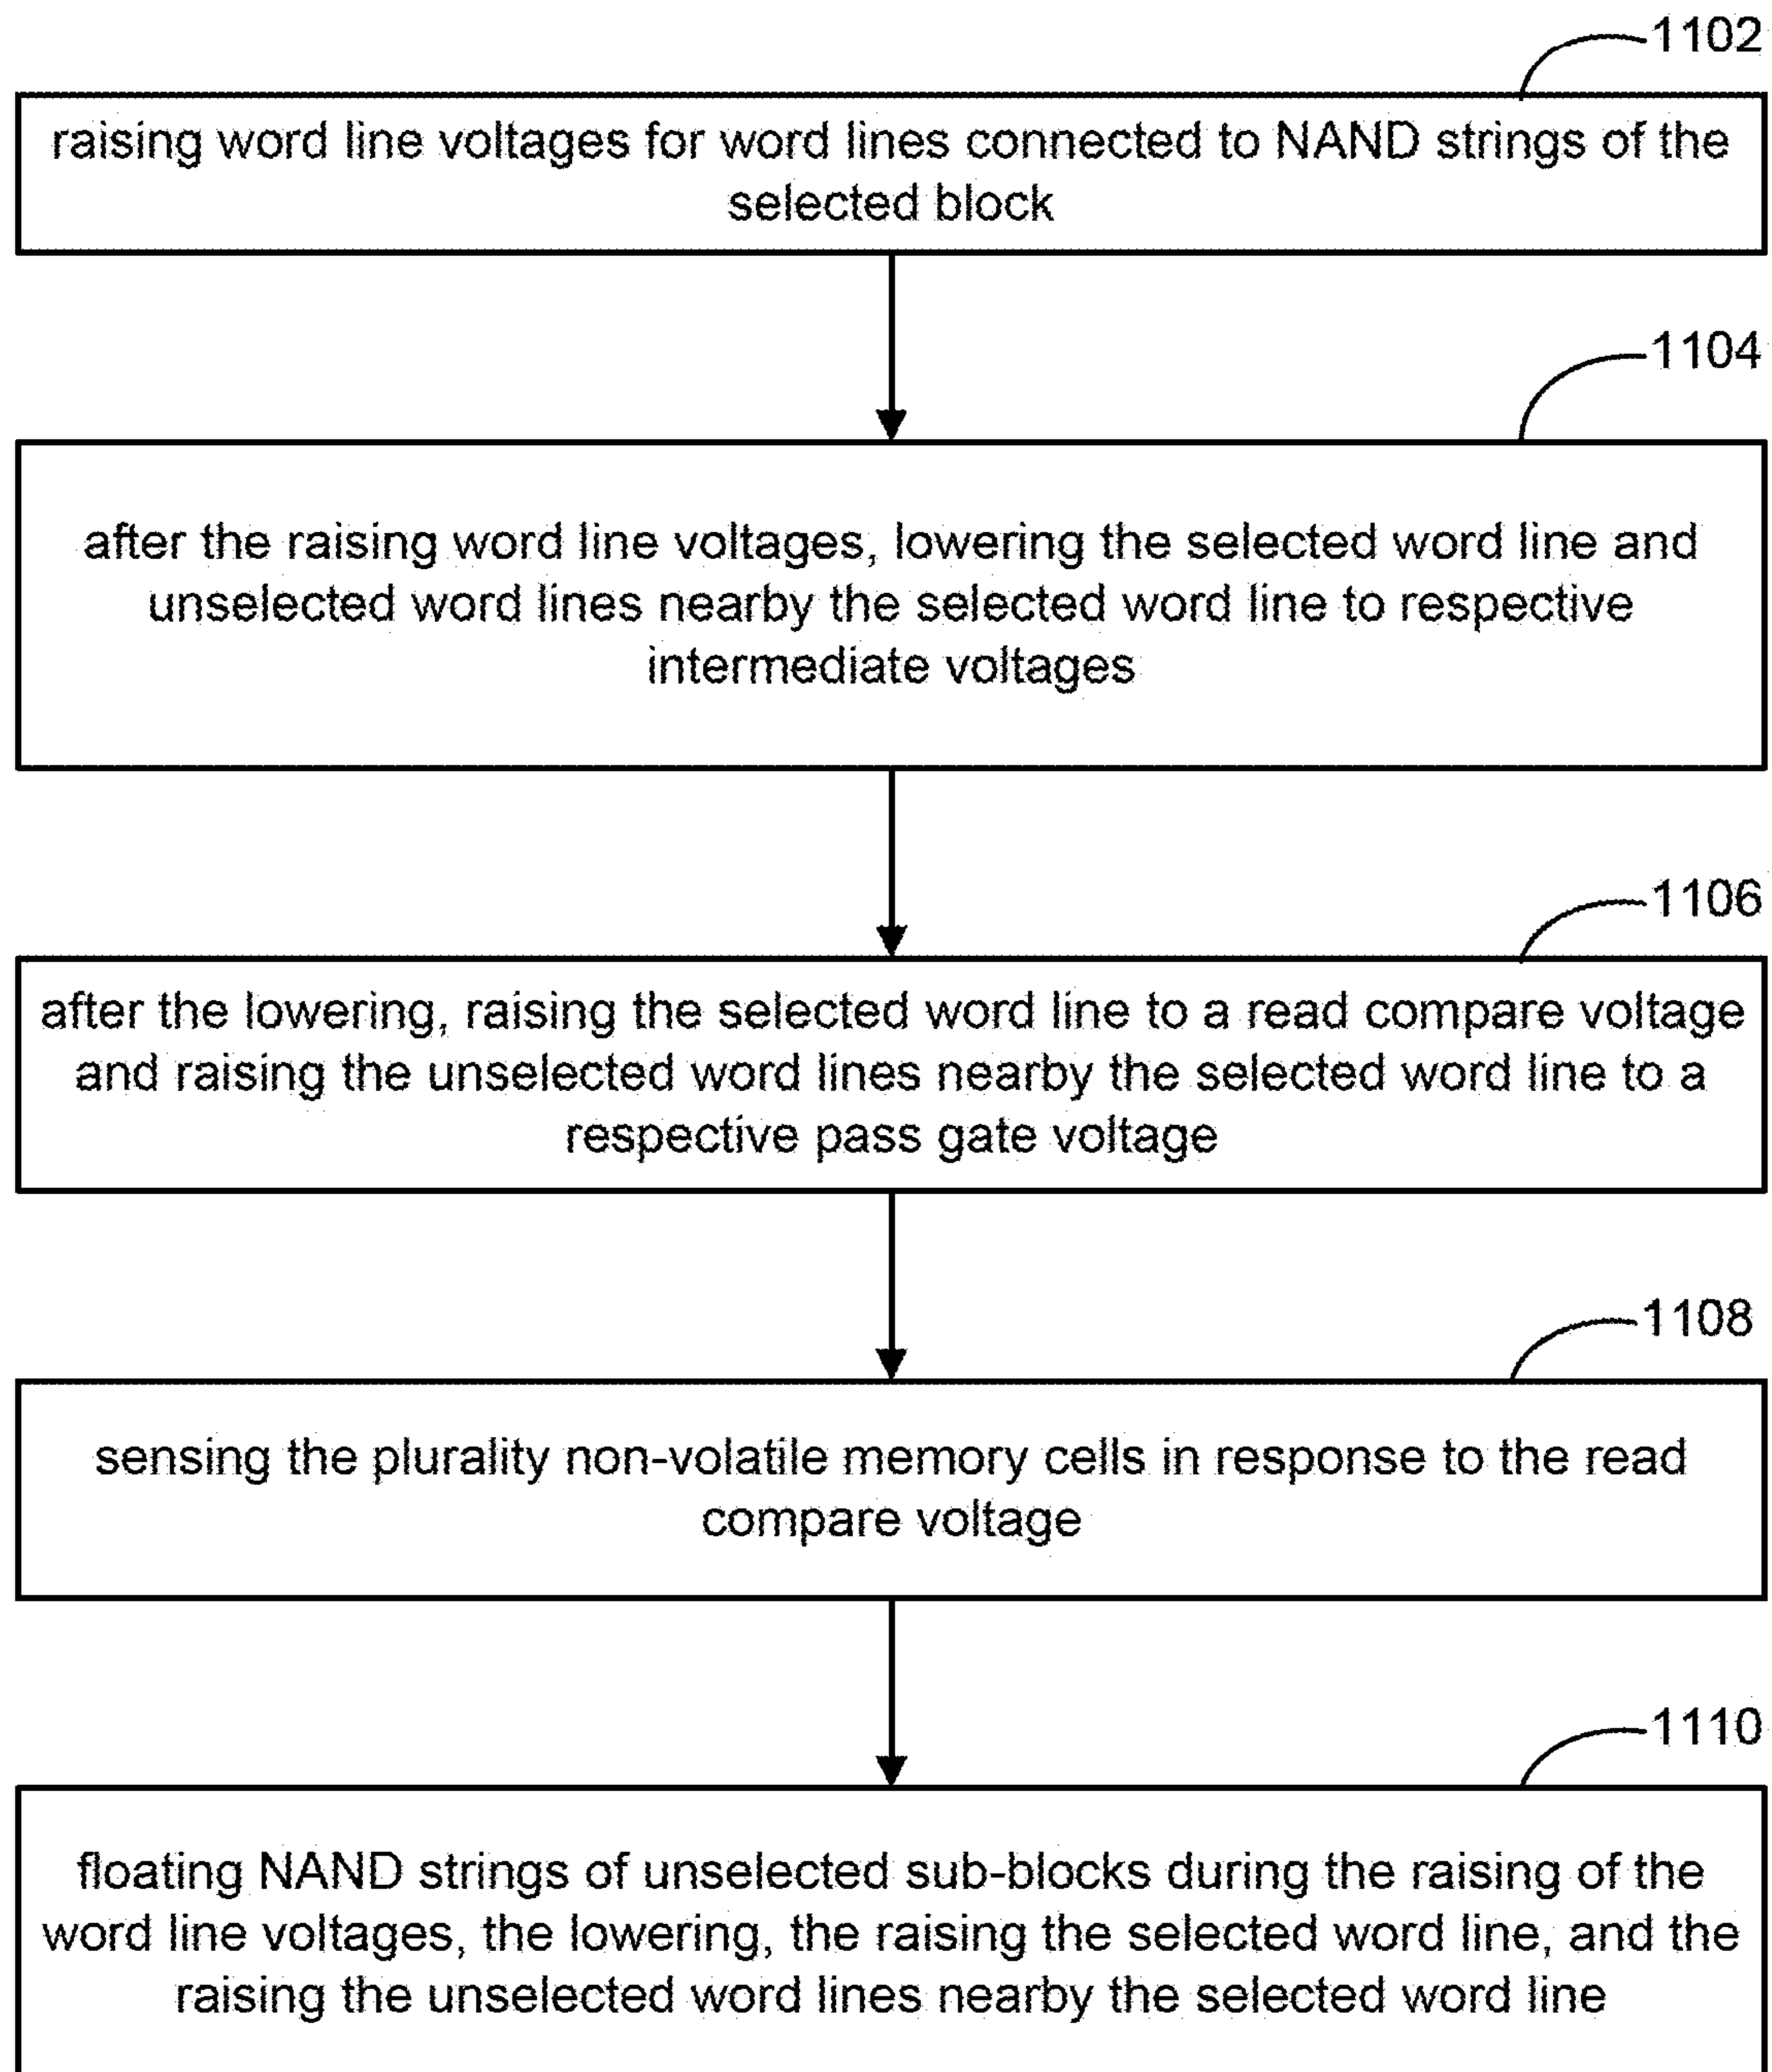 1102
raising word line voltages for word lines connected to NAND strings of the
selected block
1104
after the raising word line voltages, lowering the selected word line and
unselected word lines nearby the selected word line to respective
intermediate voltages
1106
after the lowering, raising the selected word line to a read compare voltage
and raising the unselected word lines nearby the selected word line to a
respective pass gate voltage
1108
sensing the plurality non-volatile memory cells in response to the read
compare voltage
1110
floating NAND strings of unselected sub-blocks during the raising of the
word line voltages, the lowering, the raising the selected word line, and the
raising the unselected word lines nearby the selected word line